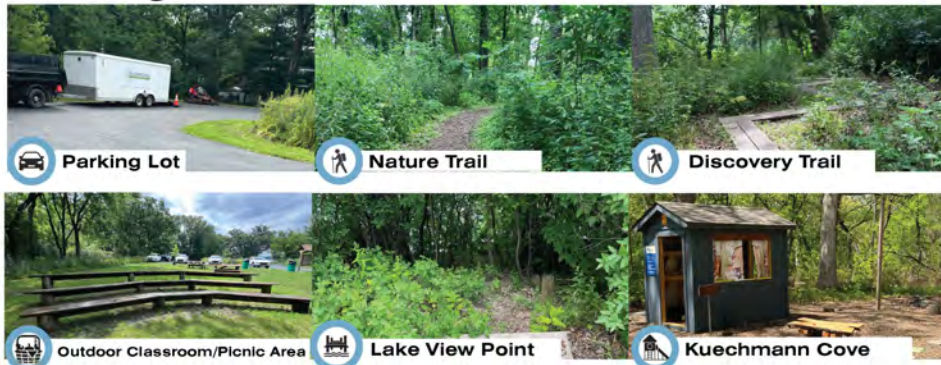 Parking Lot
Nature Trail
Discovery Trail
Outdoor Classroom/Picnic Area
Lake View Point
Kuechmann Cove